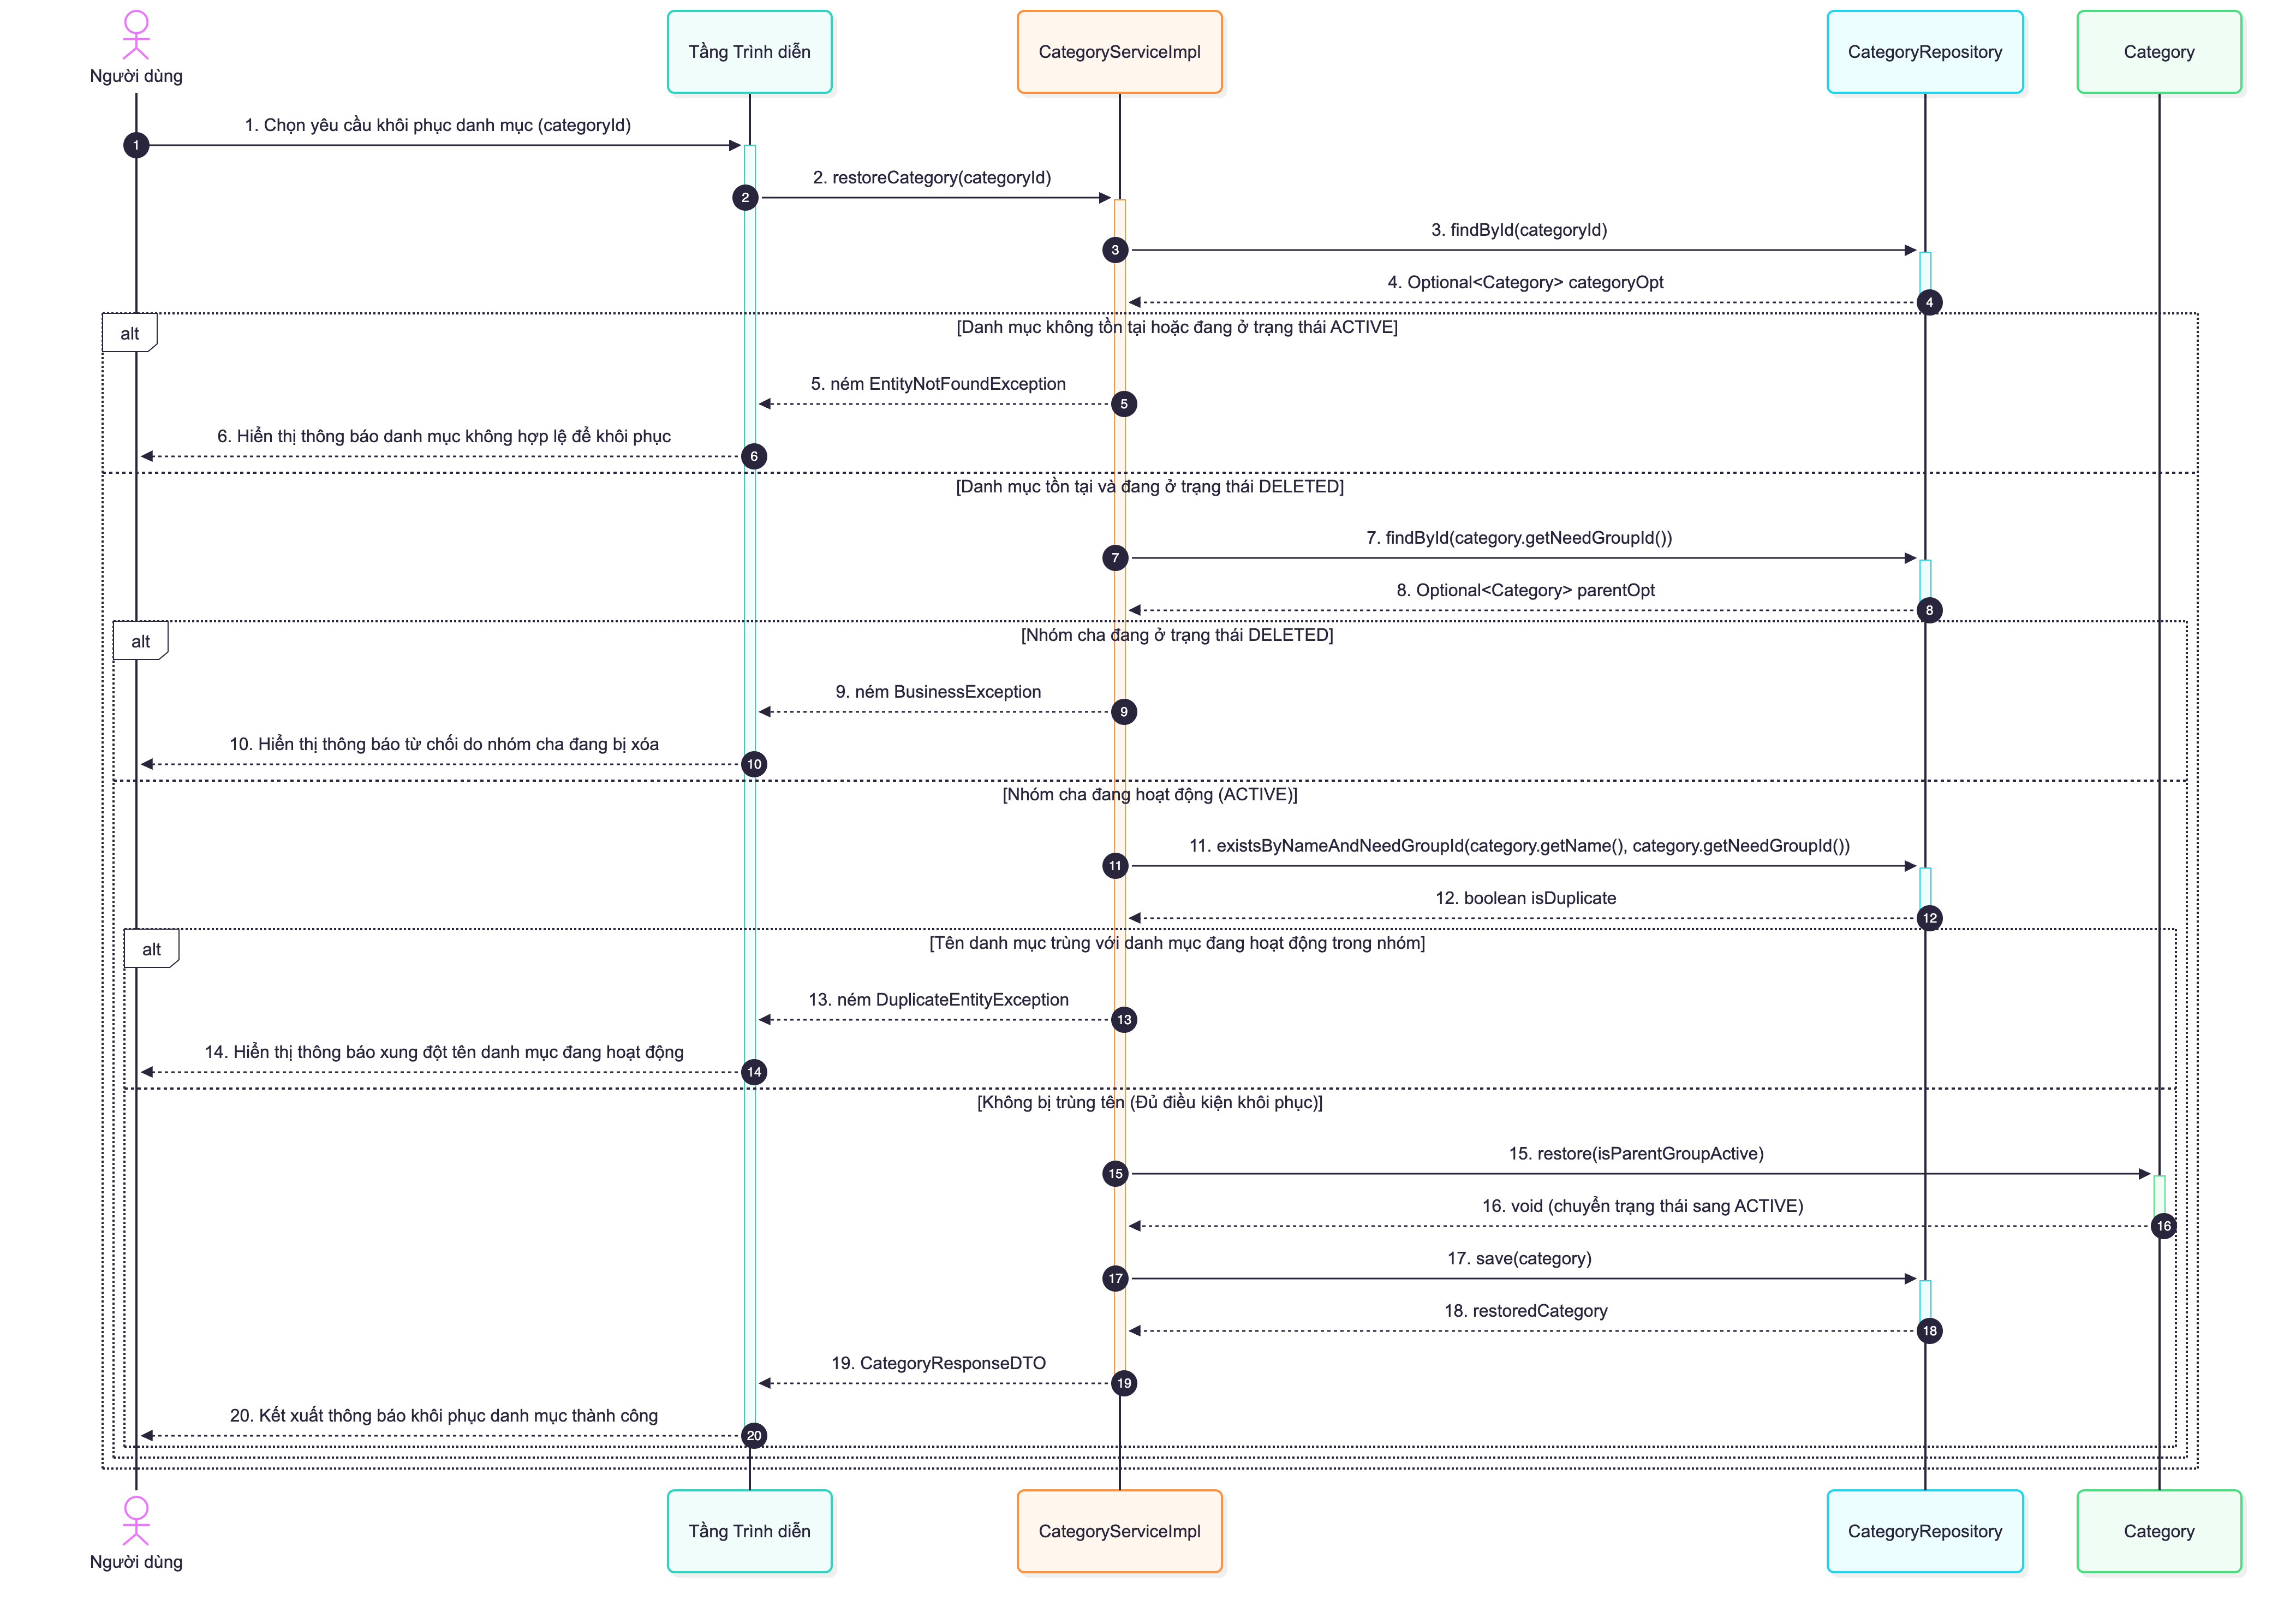 Người dùng
Tầng Trình diễn
CategoryServiceImpl
CategoryRepository
Category
1. Chọn yêu cầu khôi phục danh mục (categoryId)
1
2. restoreCategory(categoryId)
2
3. findById(categoryId)
3
4. Optional<Category> categoryOpt
4
alt
[Danh mục không tồn tại hoặc đang ở trạng thái ACTIVE]
5. ném EntityNotFoundException
5
6. Hiển thị thông báo danh mục không hợp lệ để khôi phục
6
[Danh mục tồn tại và đang ở trạng thái DELETED]
7. findById(category.getNeedGroupId())
7
8. Optional<Category> parentOpt
8
alt
[Nhóm cha đang ở trạng thái DELETED]
9. ném BusinessException
9
10. Hiển thị thông báo từ chối do nhóm cha đang bị xóa
10
[Nhóm cha đang hoạt động (ACTIVE)]
11. existsByNameAndNeedGroupId(category.getName(), category.getNeedGroupId())
11
12. boolean isDuplicate
12
alt
[Tên danh mục trùng với danh mục đang hoạt động trong nhóm]
13. ném DuplicateEntityException
13
14. Hiển thị thông báo xung đột tên danh mục đang hoạt động
14
[Không bị trùng tên (Đủ điều kiện khôi phục)]
15. restore(isParentGroupActive)
15
16. void (chuyển trạng thái sang ACTIVE)
16
17. save(category)
17
18. restoredCategory
18
19. CategoryResponseDTO
19
20. Kết xuất thông báo khôi phục danh mục thành công
20
Người dùng
Tầng Trình diễn
CategoryServiceImpl
CategoryRepository
Category